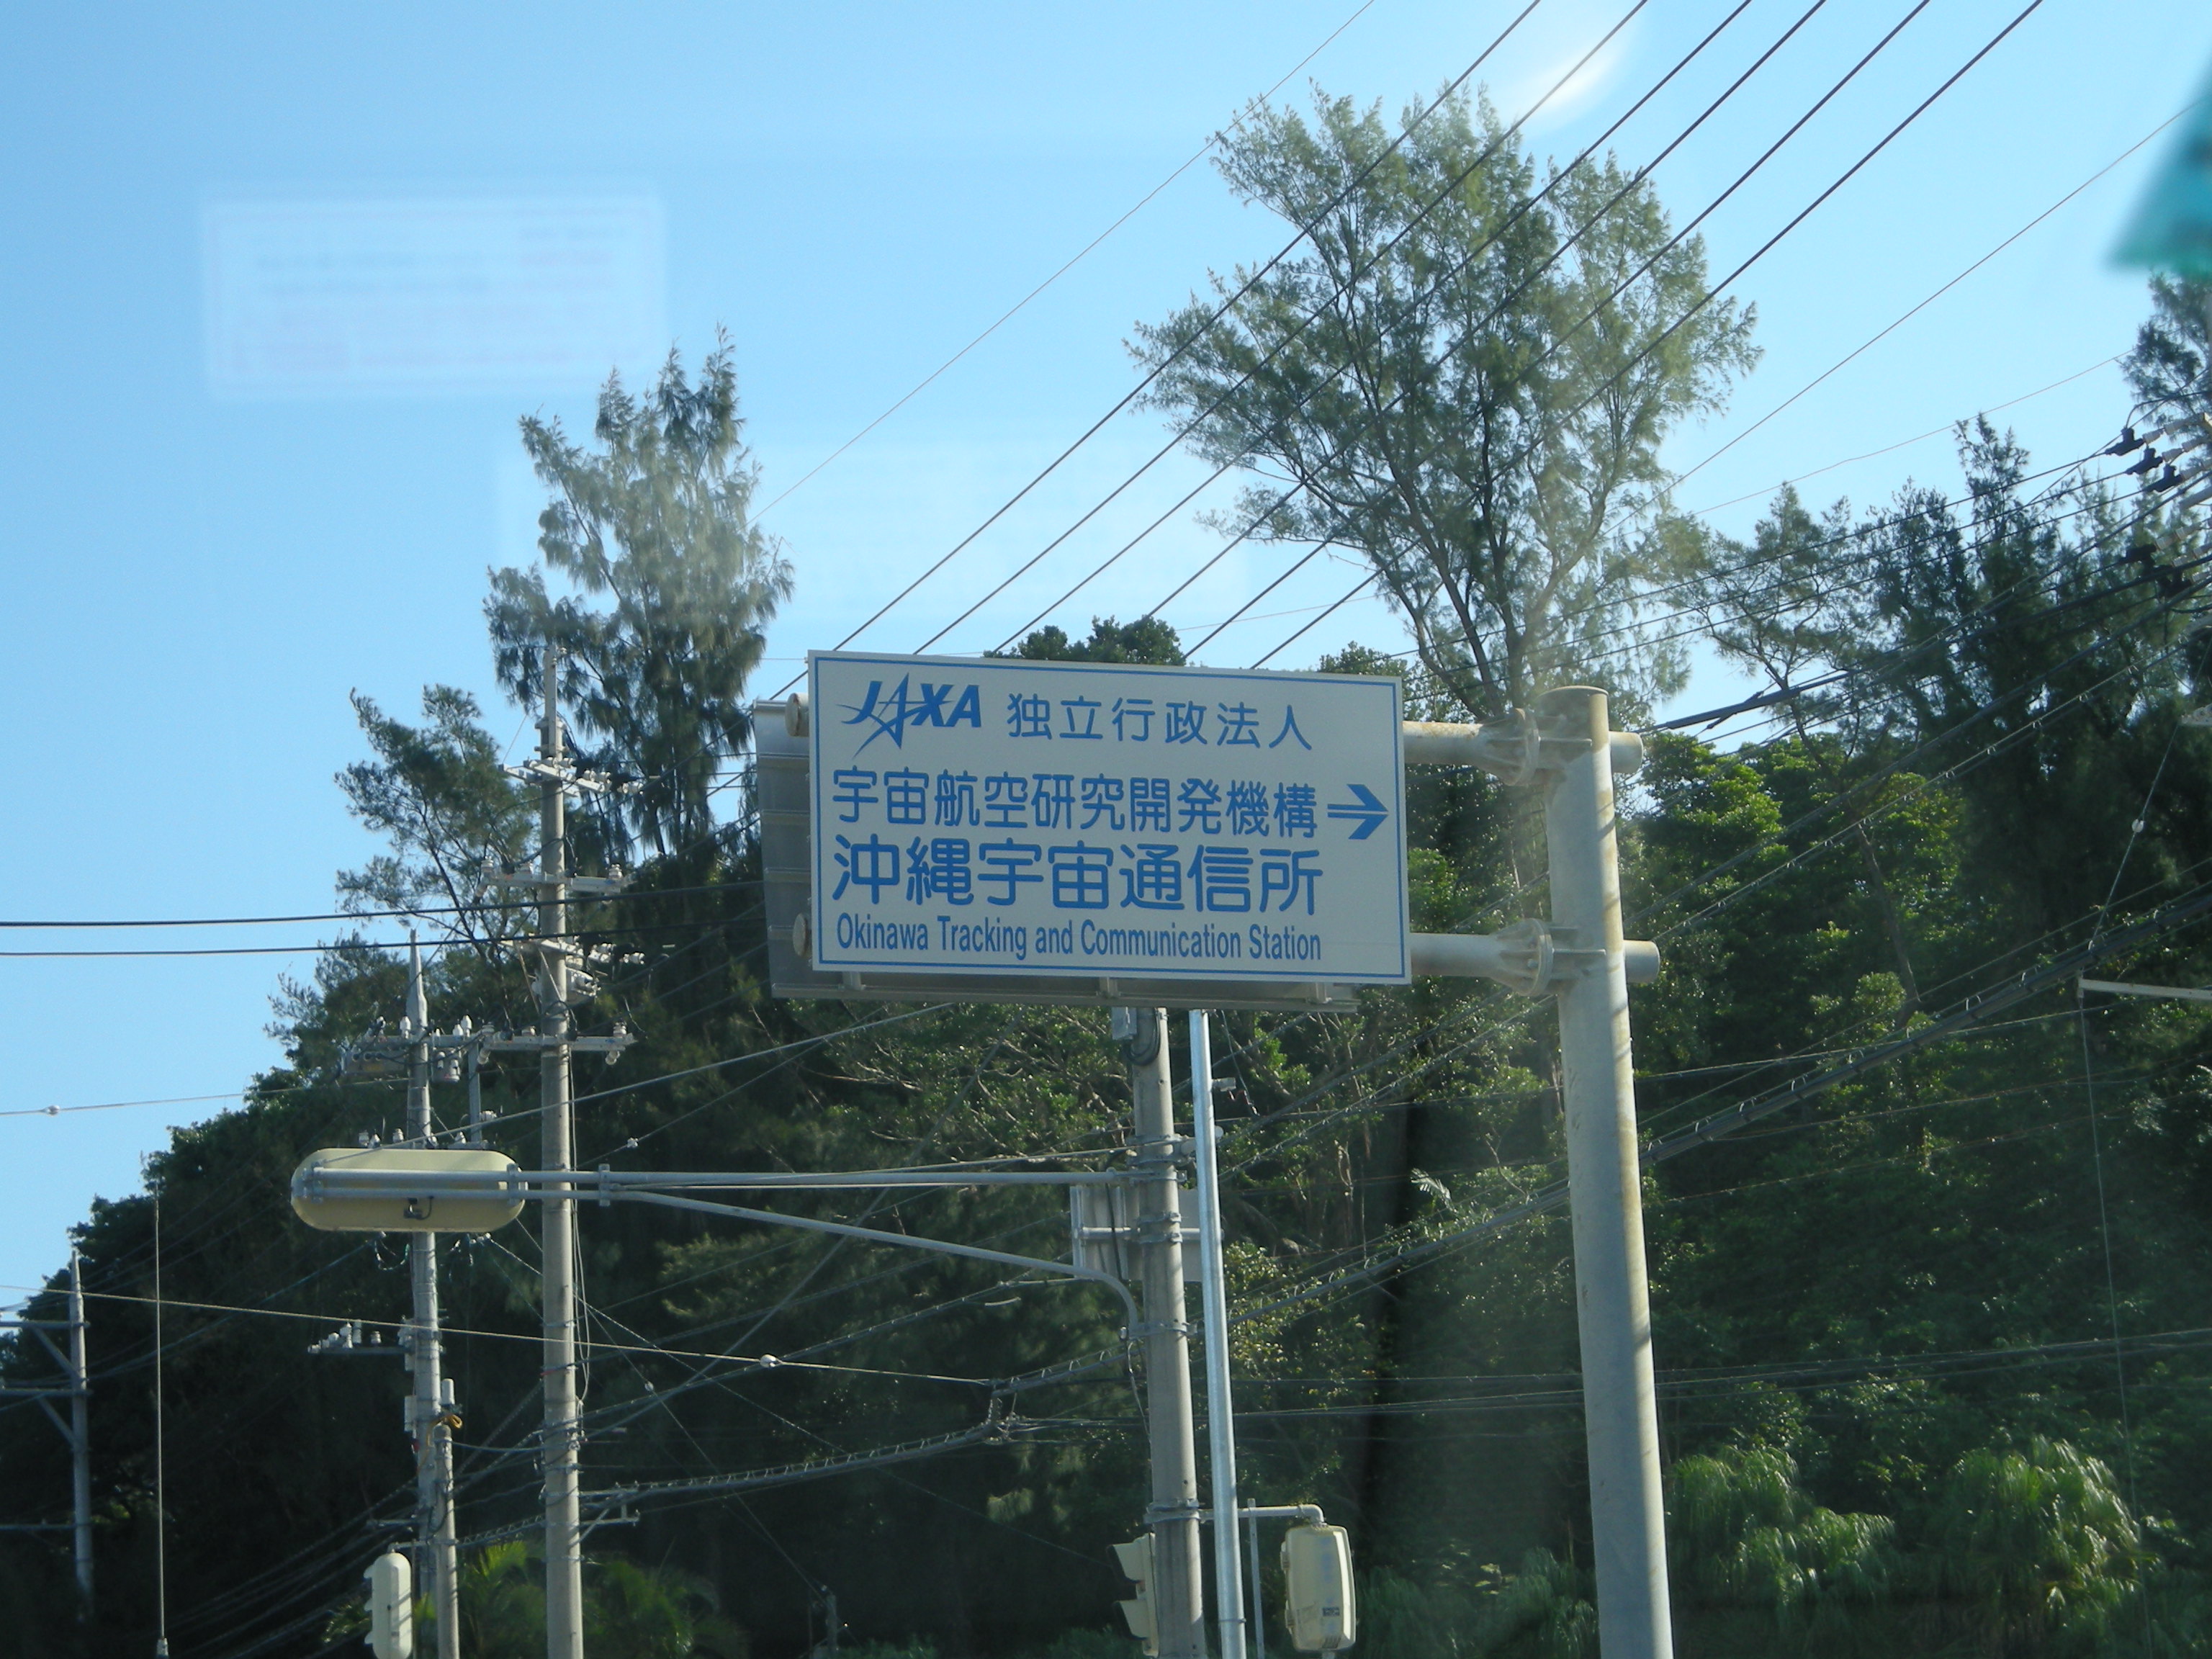 JAXA 独立行政法人
宇宙航空研究開発機構 →
沖縄宇宙通信所
Okinawa Tracking and Communication Station